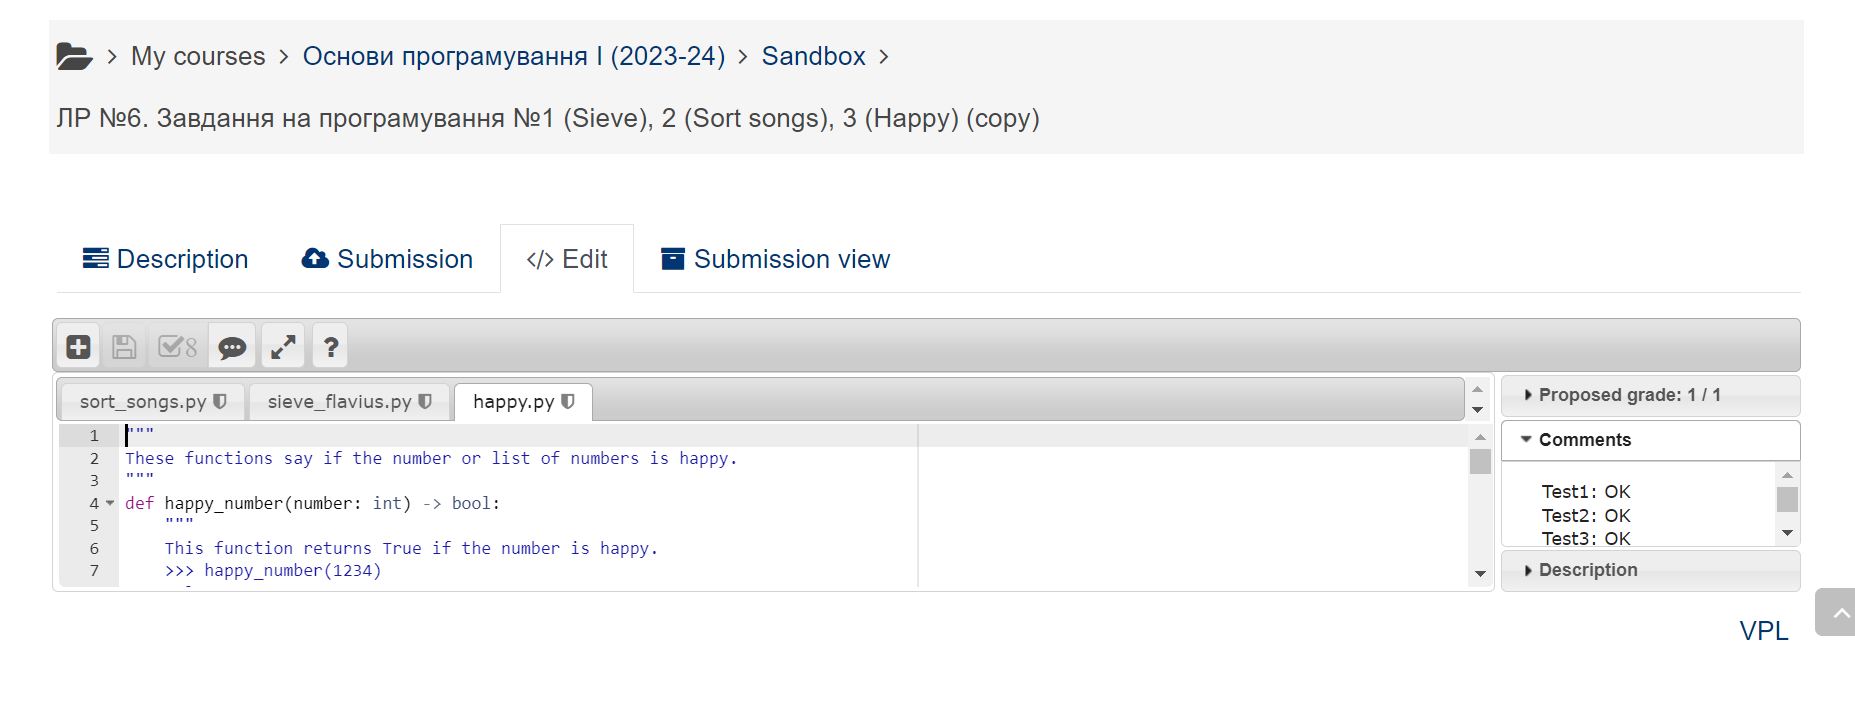 My courses > Основи програмування I (2023-24) > Sandbox >
ЛР №6. Завдання на програмування №1 (Sieve), 2 (Sort songs), 3 (Happy) (copy)
Description Submission </> Edit Submission view
8 ?
sort_songs.py sieve_flavius.py happy.py
Proposed grade: 1 / 1
Comments
Test1: OK
Test2: OK
Test3: OK
Description
1 """
2 These functions say if the number or list of numbers is happy.
3 """
4 def happy_number(number: int) -> bool:
5 """
6 This function returns True if the number is happy.
7 >>> happy_number(1234)
VPL